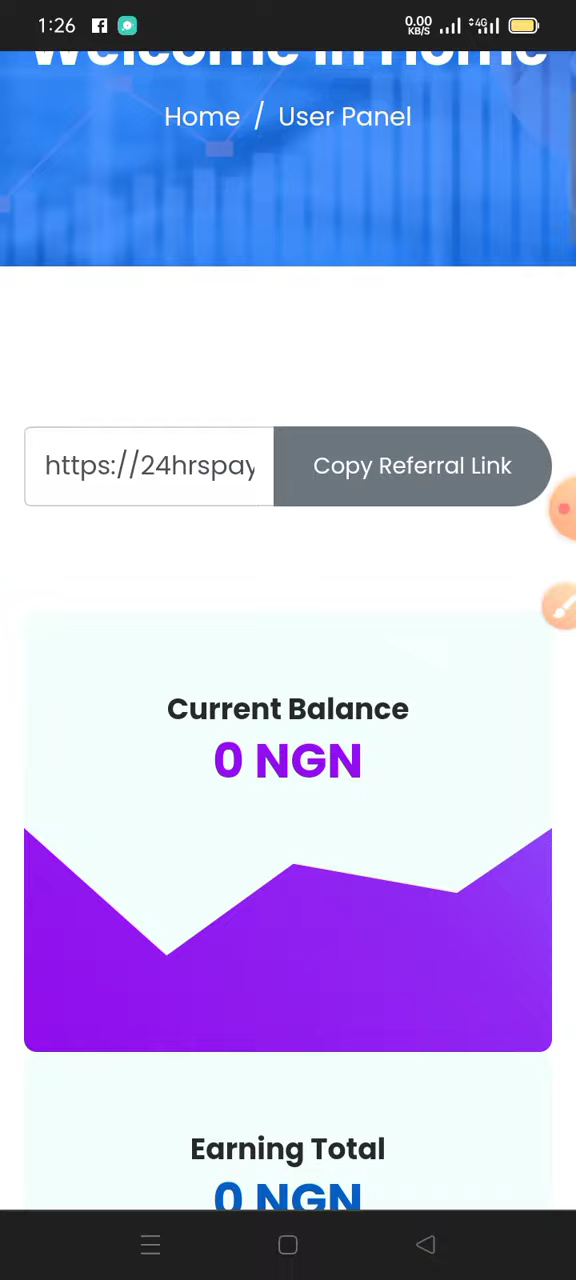 1:26 0.00 KB/S 4G
Welcome in Home
Home / User Panel
https://24hrspay Copy Referral Link
Current Balance
0 NGN
Earning Total
0 NGN